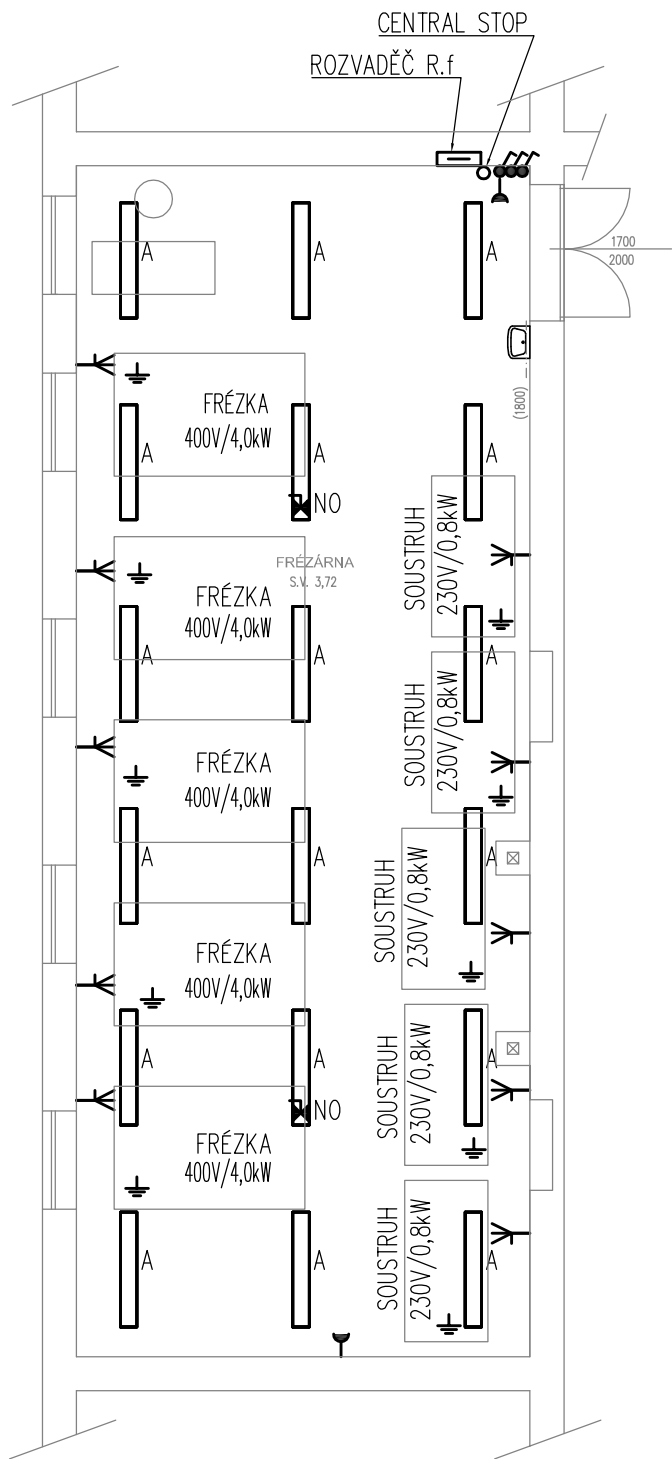 CENTRAL STOP
ROZVADĚČ R.f
A
A
A
1700
2000
(1800)
FRÉZKA
400V/4,0kW
A
A
A
NO
SOUSTRUH
230V/0,8kW
FRÉZÁRNA
S.V. 3,72
FRÉZKA
400V/4,0kW
A
A
A
SOUSTRUH
230V/0,8kW
FRÉZKA
400V/4,0kW
A
A
A
SOUSTRUH
230V/0,8kW
FRÉZKA
400V/4,0kW
A
A
A
NO
SOUSTRUH
230V/0,8kW
FRÉZKA
400V/4,0kW
A
A
A
SOUSTRUH
230V/0,8kW